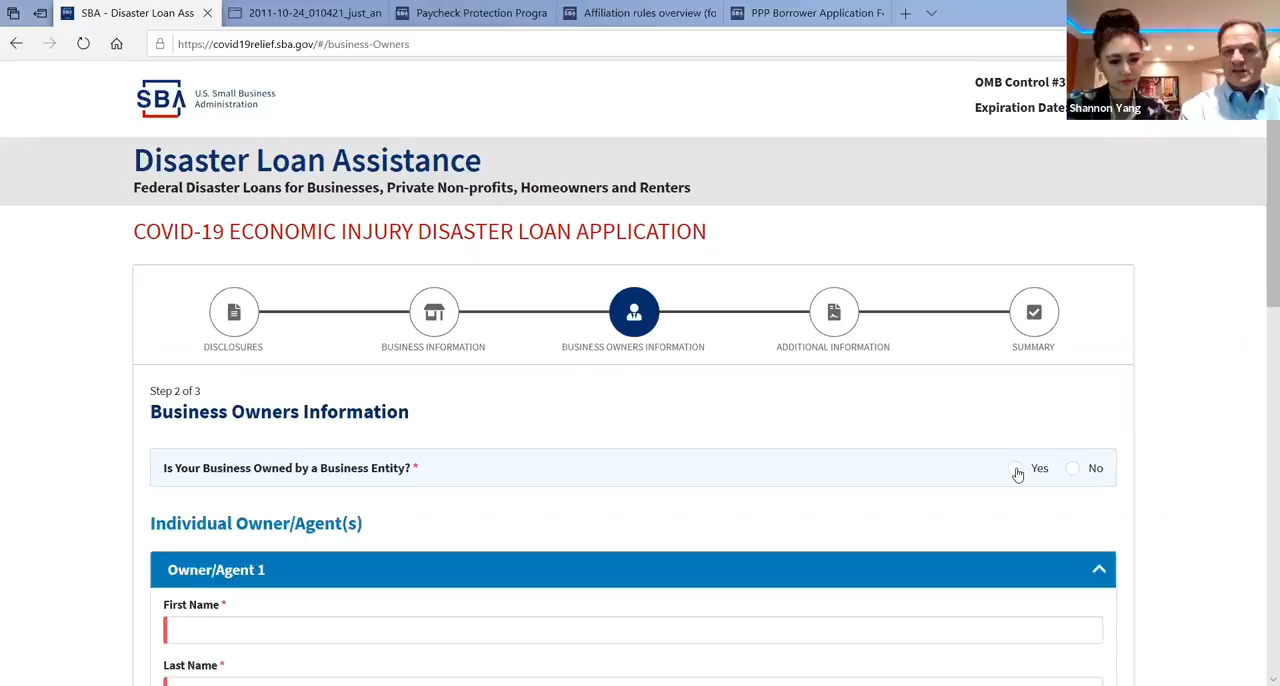 SBA - Disaster Loan Ass
2011-10-24_010421_just_an
Paycheck Protection Progra
Affiliation rules overview (fo
PPP Borrower Application F
https://covid19relief.sba.gov/#/business-Owners
SBA
U.S. Small Business
Administration
OMB Control #3
Expiration Date:
Shannon Yang
Disaster Loan Assistance
Federal Disaster Loans for Businesses, Private Non-profits, Homeowners and Renters
COVID-19 ECONOMIC INJURY DISASTER LOAN APPLICATION
DISCLOSURES
BUSINESS INFORMATION
BUSINESS OWNERS INFORMATION
ADDITIONAL INFORMATION
SUMMARY
Step 2 of 3
Business Owners Information
Is Your Business Owned by a Business Entity? *
Yes
No
Individual Owner/Agent(s)
Owner/Agent 1
First Name *
Last Name *